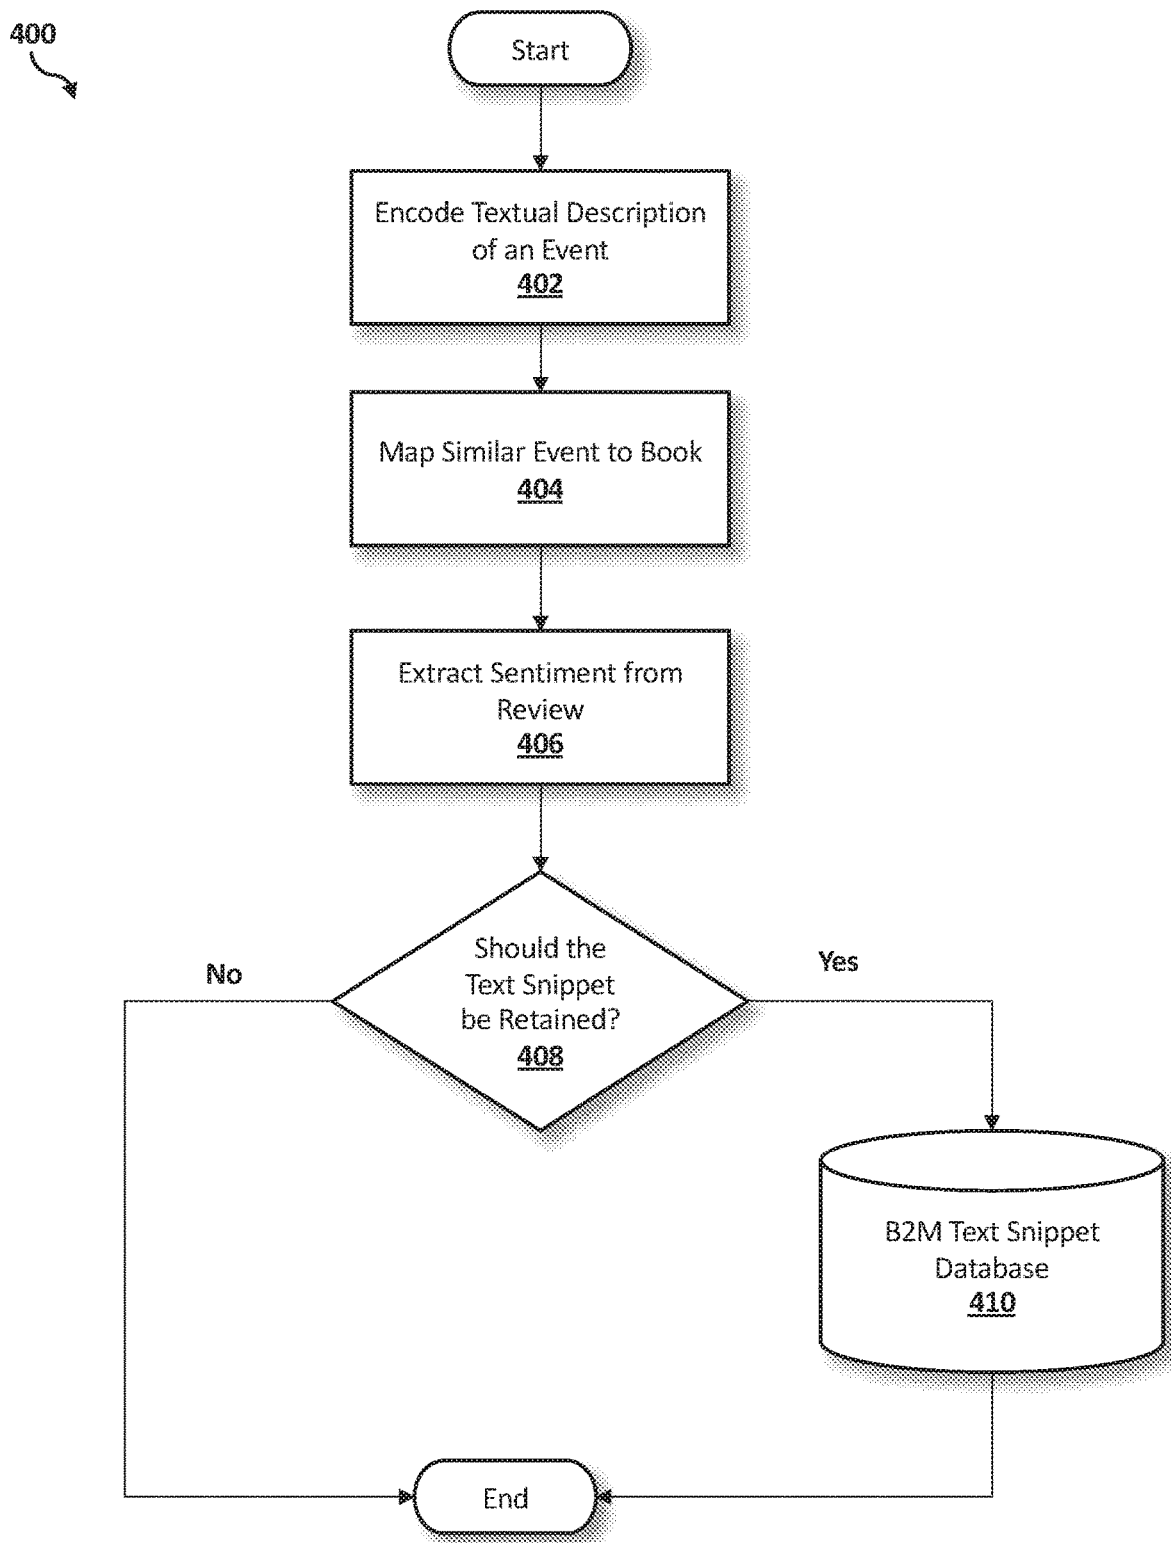 400
Start
Encode Textual Description
of an Event
402
Map Similar Event to Book
404
Extract Sentiment from
Review
406
Should the
Text Snippet
be Retained?
408
No
Yes
B2M Text Snippet
Database
410
End